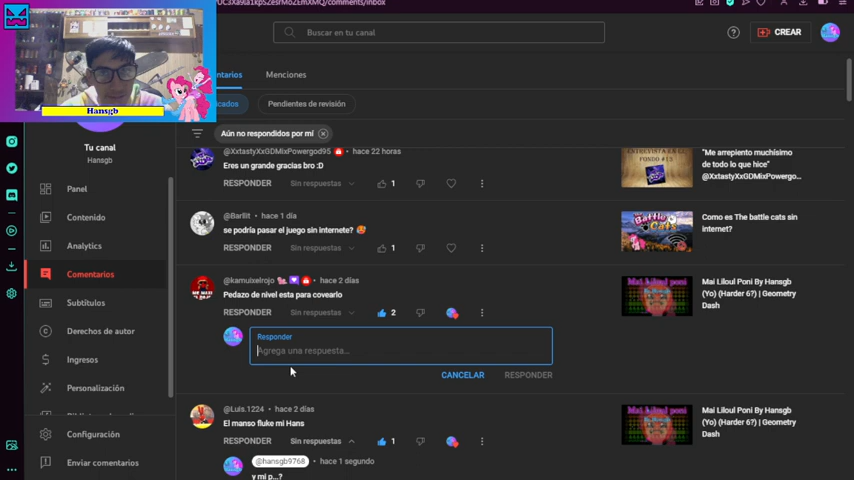 UC3Xa9la1kpSZesrMoZEmXMQ/comments/inbox
Buscar en tu canal
CREAR
Hansgb
Menciones
Pendientes de revisión
Aún no respondidos por mí
Tu canal
Hansgb
Panel
Contenido
Analytics
Comentarios
Subtítulos
Derechos de autor
Ingresos
Personalización
Configuración
Enviar comentarios
@XxtastyXxGDMixPowergod95 hace 22 horas
Eres un grande gracias bro :D
RESPONDER Sin respuestas 1
"Me arrepiento muchísimo
de todo lo que hice"
@XxtastyXxGDMixPowergo...
@Barllit hace 1 día
se podría pasar el juego sin internete?
RESPONDER Sin respuestas 1
Como es The battle cats sin
internet?
@kamuixelrojo hace 2 días
Pedazo de nivel esta para covearlo
RESPONDER Sin respuestas 2
Mai Liloul Poni By Hansgb
(Yo) (Harder 6?) | Geometry
Dash
Responder
Agrega una respuesta...
CANCELAR RESPONDER
@Luis.1224 hace 2 días
El manso fluke mi Hans
RESPONDER Sin respuestas 1
Mai Liloul Poni By Hansgb
(Yo) (Harder 6?) | Geometry
Dash
@hansgb9768 hace 1 segundo
y mi p...?